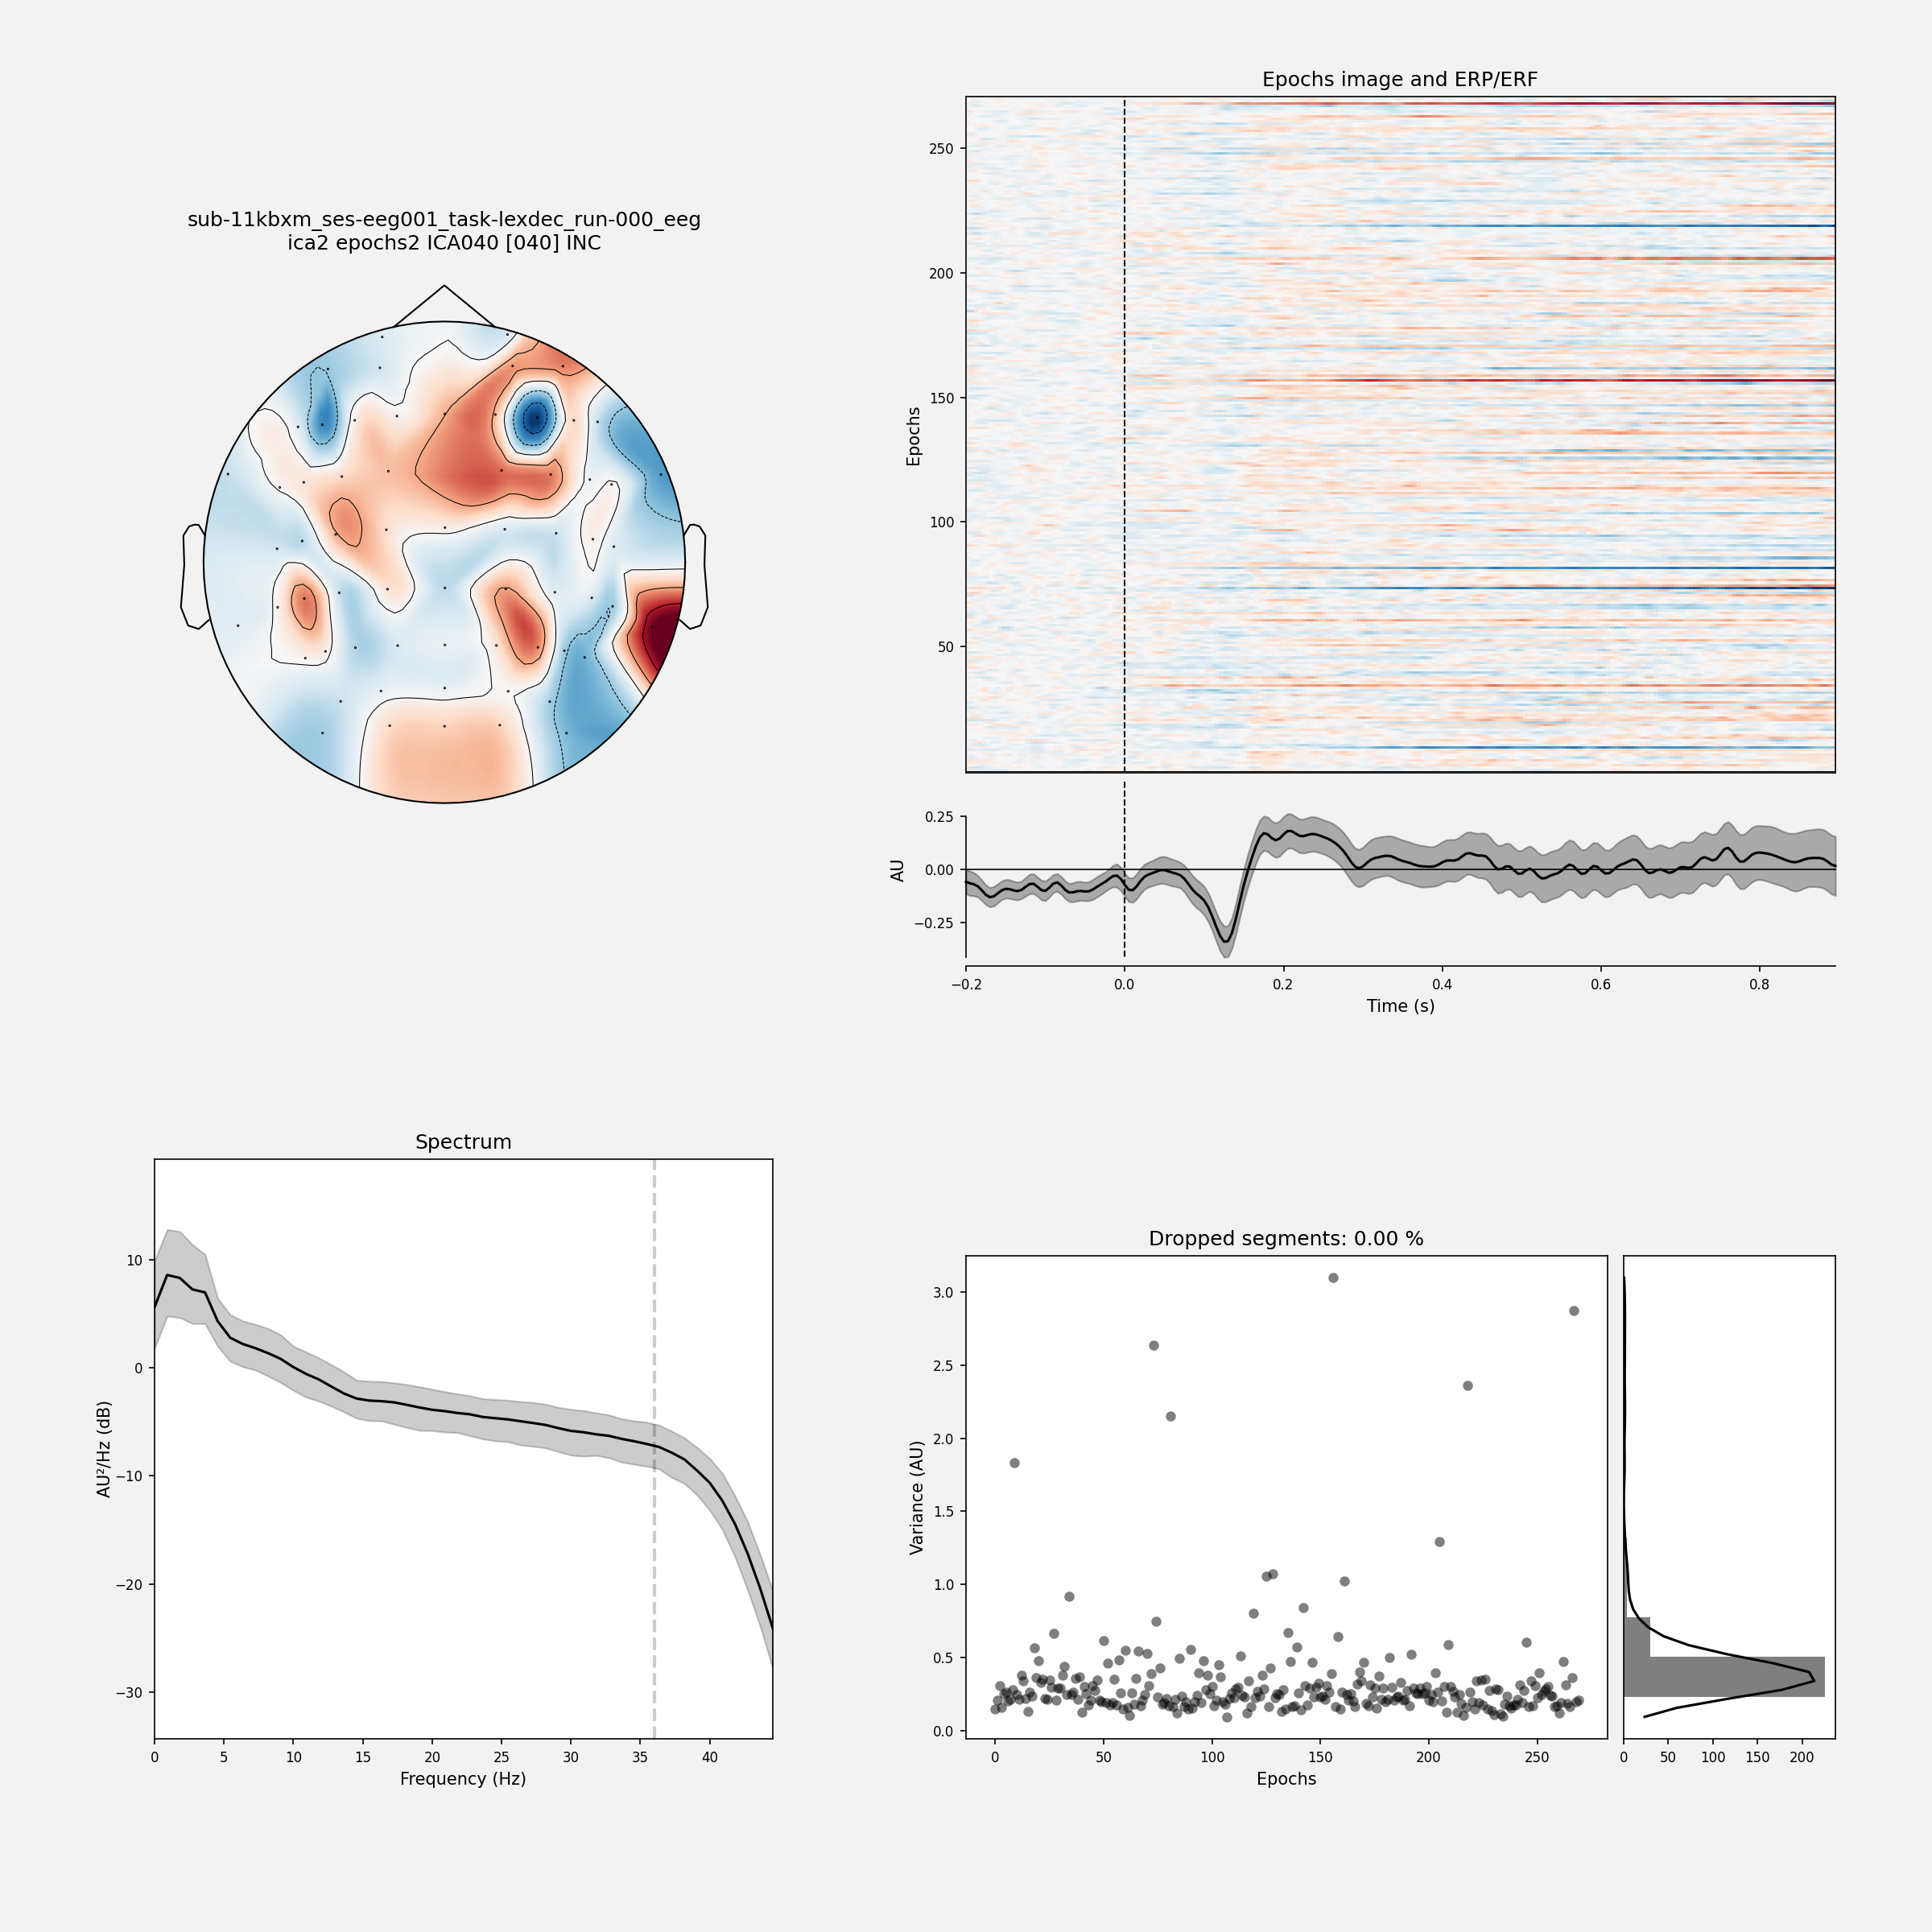 sub-11kbxm_ses-eeg001_task-lexdec_run-000_eeg
ica2 epochs2 ICA040 [040] INC
Epochs image and ERP/ERF
Epochs
250
200
150
100
50
AU
0.25
0.00
−0.25
−0.2 0.0 0.2 0.4 0.6 0.8
Time (s)
Spectrum
AU²/Hz (dB)
10
0
−10
−20
−30
0 5 10 15 20 25 30 35 40
Frequency (Hz)
Dropped segments: 0.00 %
Variance (AU)
3.0
2.5
2.0
1.5
1.0
0.5
0.0
0 50 100 150 200 250
Epochs
0 50 100 150 200